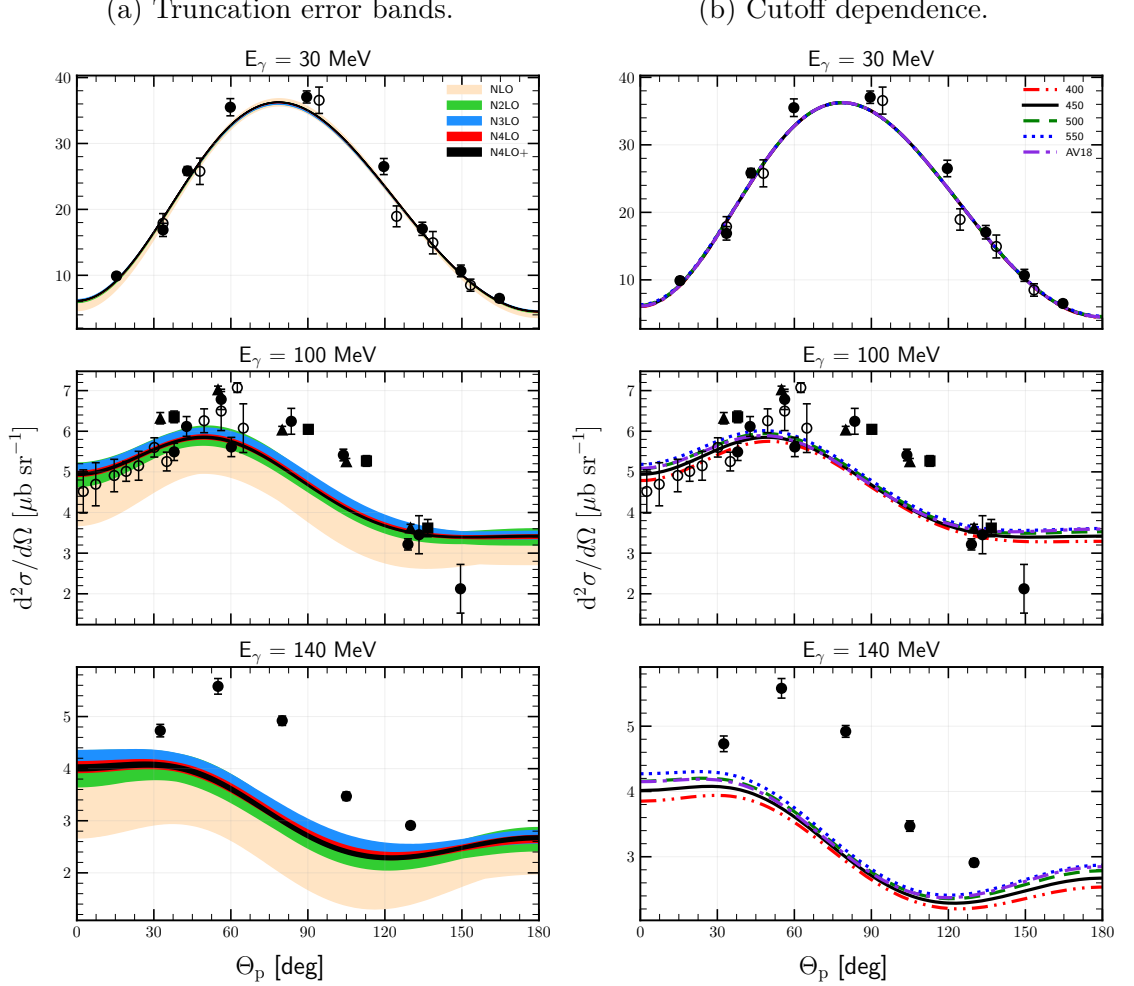 (a) Truncation error bands.
(b) Cutoff dependence.
E_γ = 30 MeV
40
30
20
10
NLO
N2LO
N3LO
N4LO
N4LO+
E_γ = 30 MeV
40
30
20
10
400
450
500
550
AV18
E_γ = 100 MeV
7
6
5
4
3
2
d²σ/dΩ [μb sr⁻¹]
E_γ = 100 MeV
7
6
5
4
3
2
d²σ/dΩ [μb sr⁻¹]
E_γ = 140 MeV
5
4
3
2
0 30 60 90 120 150 180
Θ_p [deg]
E_γ = 140 MeV
5
4
3
0 30 60 90 120 150 180
Θ_p [deg]